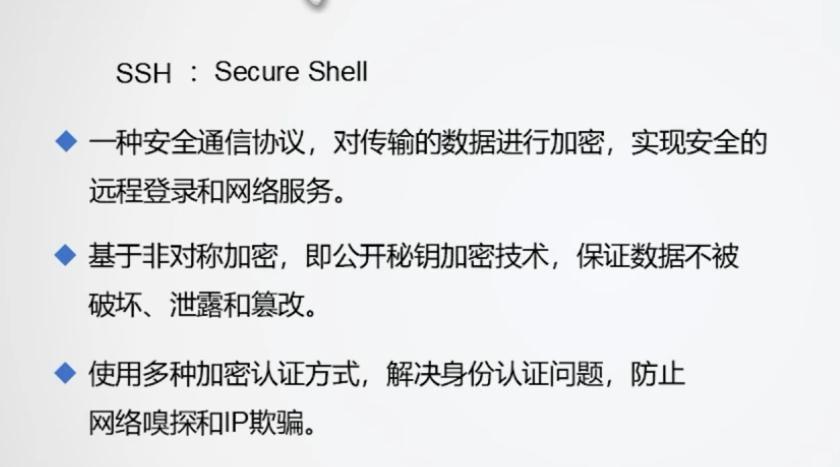 SSH ：Secure Shell
一种安全通信协议，对传输的数据进行加密，实现安全的
远程登录和网络服务。
基于非对称加密，即公开秘钥加密技术，保证数据不被
破坏、泄露和篡改。
使用多种加密认证方式，解决身份认证问题，防止
网络嗅探和IP欺骗。